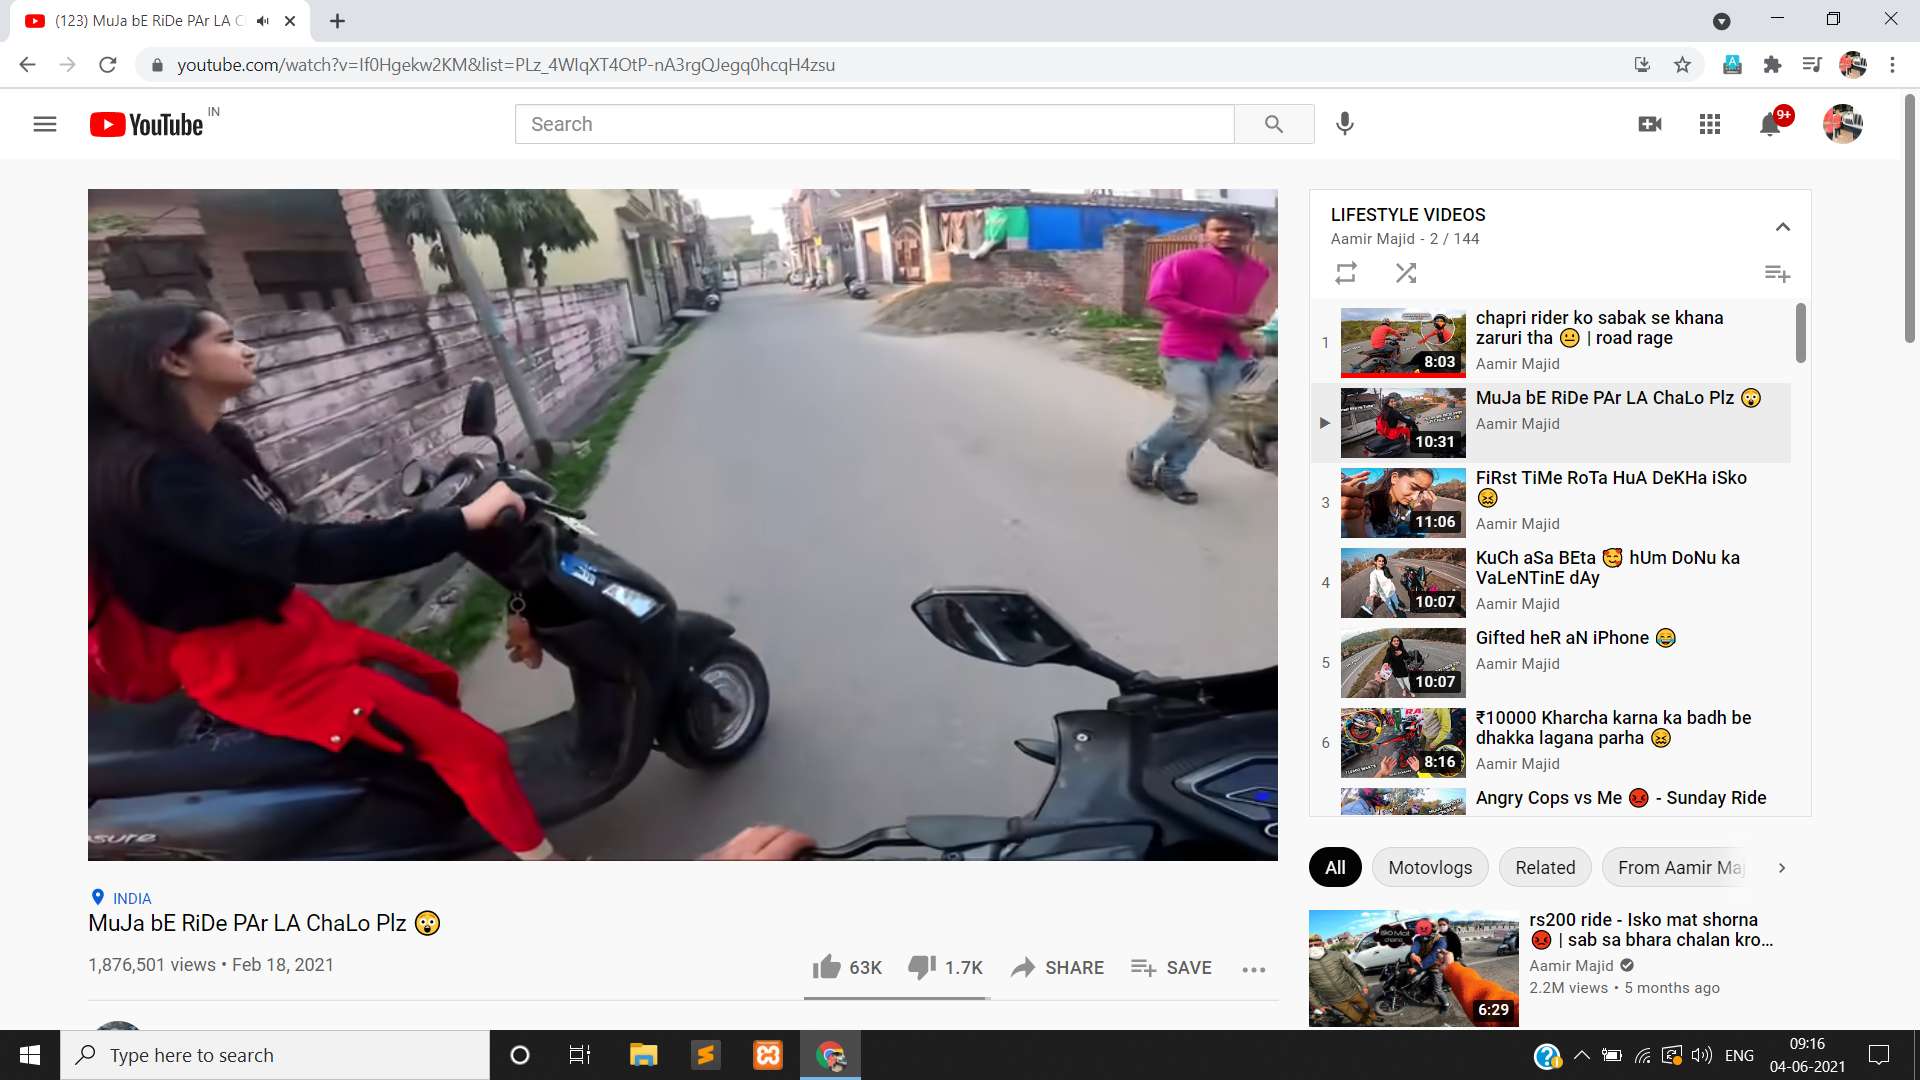 (123) MuJa bE RiDe PAr LA C
youtube.com/watch?v=If0Hgekw2KM&list=PLz_4WIqXT4OtP-nA3rgQJegq0hcqH4zsu
YouTube IN
Search
9+
LIFESTYLE VIDEOS
Aamir Majid - 2 / 144
1
8:03
chapri rider ko sabak se khana
zaruri tha 😐 | road rage
Aamir Majid
10:31
MuJa bE RiDe PAr LA ChaLo Plz 😲
Aamir Majid
3
11:06
FiRst TiMe RoTa HuA DeKHa iSko
😖
Aamir Majid
4
10:07
KuCh aSa BEta 🥰 hUm DoNu ka
VaLeNTinE dAy
Aamir Majid
5
10:07
Gifted heR aN iPhone 😂
Aamir Majid
6
8:16
₹10000 Kharcha karna ka badh be
dhakka lagana parha 😖
Aamir Majid
Angry Cops vs Me 😡 - Sunday Ride
sure
INDIA
MuJa bE RiDe PAr LA ChaLo Plz 😲
1,876,501 views • Feb 18, 2021
63K
1.7K
SHARE
SAVE
All
Motovlogs
Related
From Aamir Maj
6:29
rs200 ride - Isko mat shorna
😡 | sab sa bhara chalan kro...
Aamir Majid
2.2M views • 5 months ago
Type here to search
ENG
09:16
04-06-2021